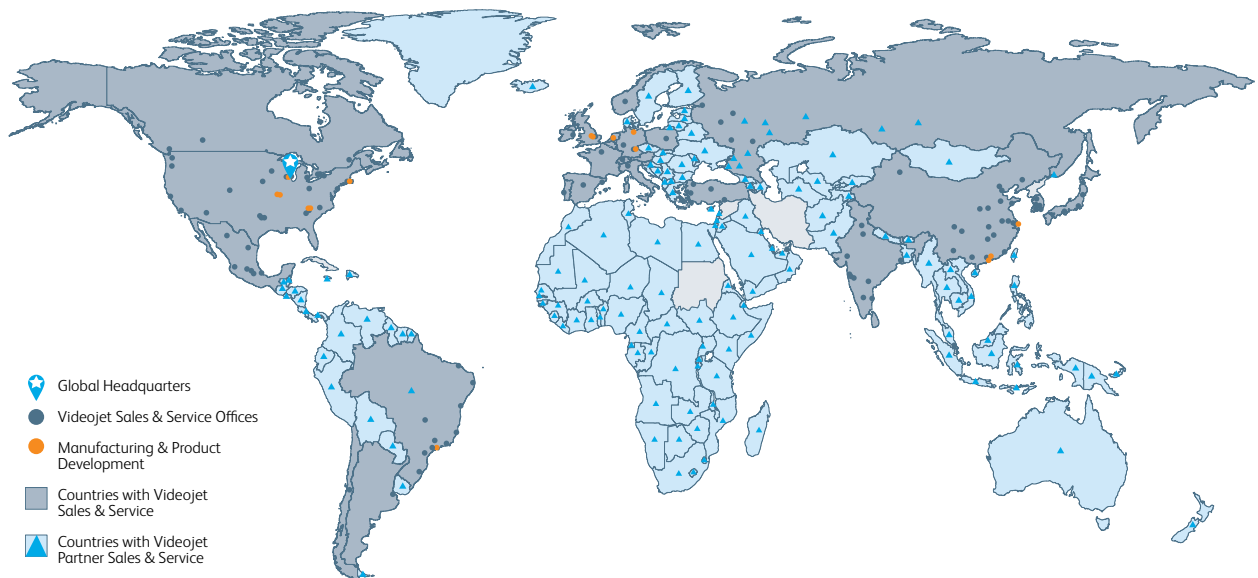 Global Headquarters
Videojet Sales & Service Offices
Manufacturing & Product
Development
Countries with Videojet
Sales & Service
Countries with Videojet
Partner Sales & Service